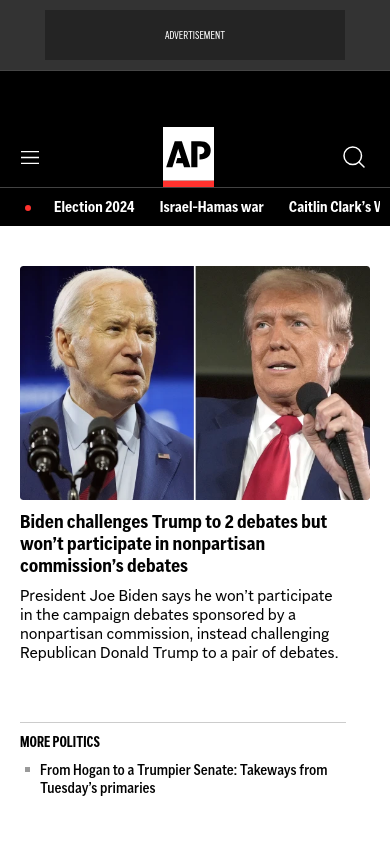 ADVERTISEMENT
AP
Election 2024 Israel-Hamas war Caitlin Clark's
Biden challenges Trump to 2 debates but
won't participate in nonpartisan
commission's debates
President Joe Biden says he won't participate
in the campaign debates sponsored by a
nonpartisan commission, instead challenging
Republican Donald Trump to a pair of debates.
MORE POLITICS
From Hogan to a Trumpier Senate: Takeways from
Tuesday's primaries